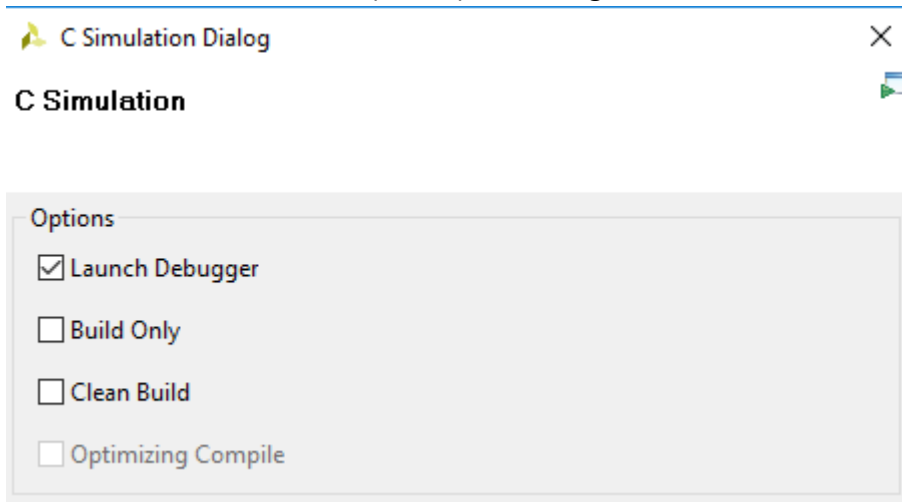 C Simulation Dialog
C Simulation
Options
Launch Debugger
Build Only
Clean Build
Optimizing Compile